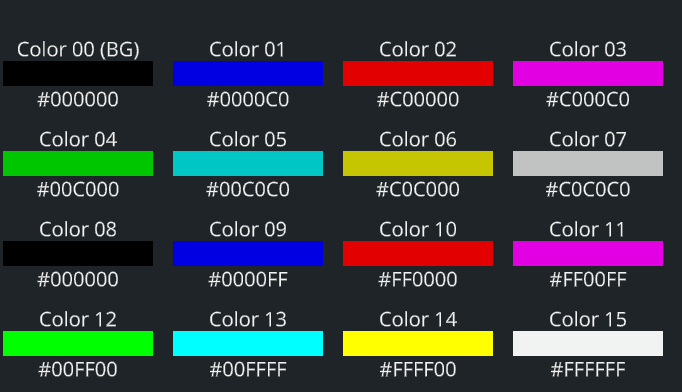 Color 00 (BG) Color 01 Color 02 Color 03
#000000 #0000C0 #C00000 #C000C0
Color 04 Color 05 Color 06 Color 07
#00C000 #00C0C0 #C0C000 #C0C0C0
Color 08 Color 09 Color 10 Color 11
#000000 #0000FF #FF0000 #FF00FF
Color 12 Color 13 Color 14 Color 15
#00FF00 #00FFFF #FFFF00 #FFFFFF